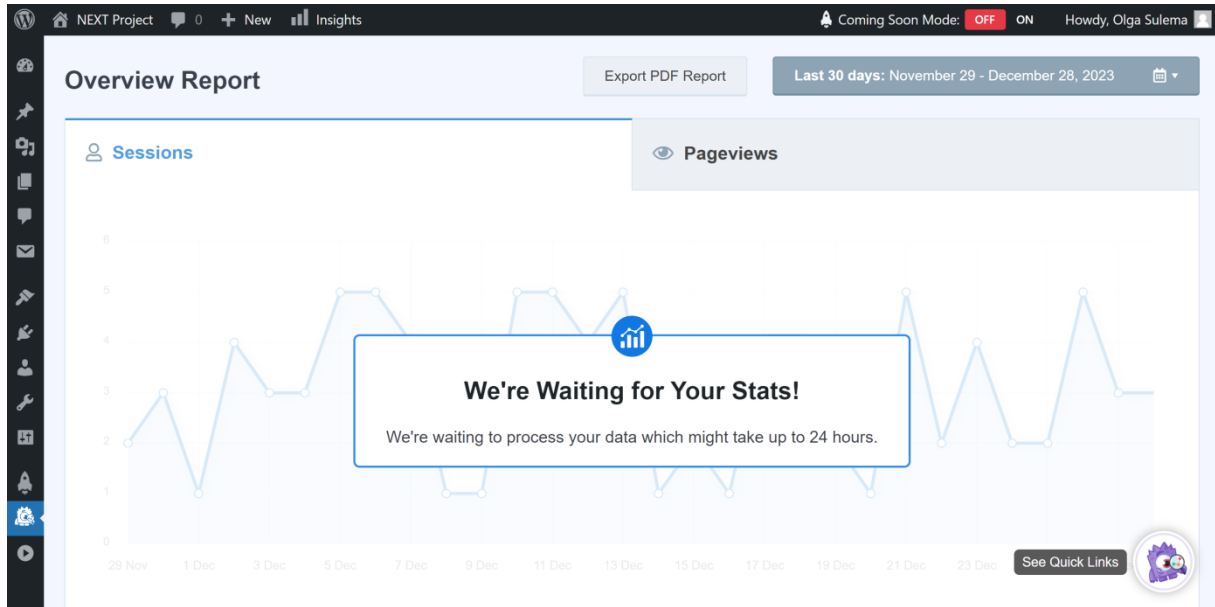 NEXT Project 0 + New Insights Coming Soon Mode: OFF ON Howdy, Olga Sulema
Overview Report Export PDF Report Last 30 days: November 29 - December 28, 2023
Sessions Pageviews
6
5
4
3
2
1
0
We're Waiting for Your Stats!
We're waiting to process your data which might take up to 24 hours.
29 Nov 1 Dec 3 Dec 5 Dec 7 Dec 9 Dec 11 Dec 13 Dec 15 Dec 17 Dec 19 Dec 21 Dec 23 Dec
See Quick Links